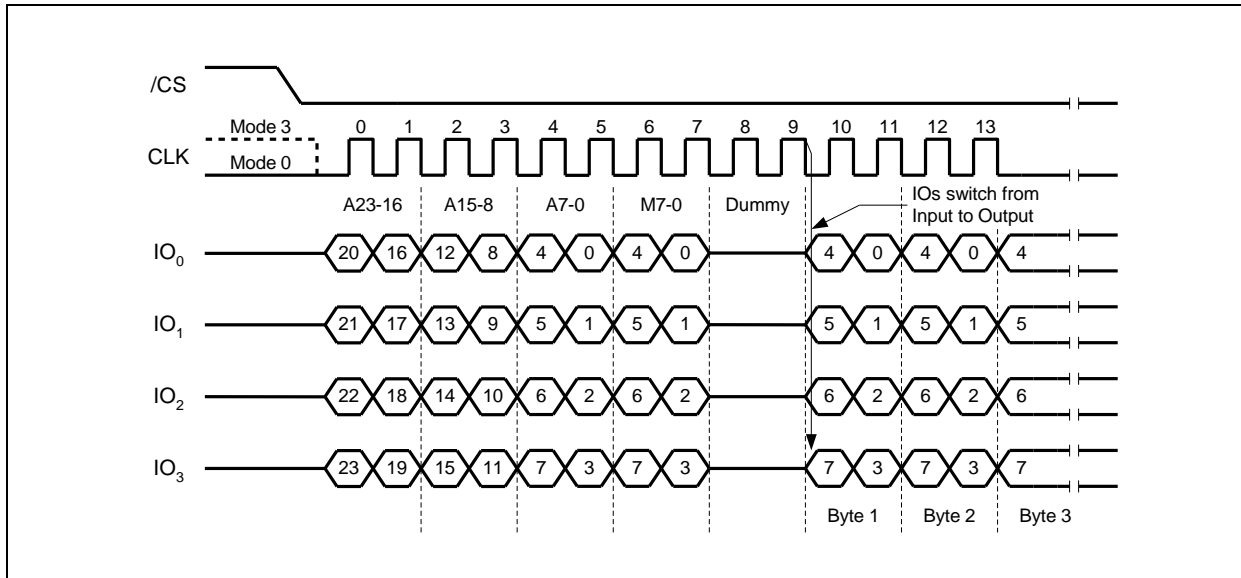 /CS
Mode 3 0 1 2 3 4 5 6 7 8 9 10 11 12 13
CLK
Mode 0
A23-16 A15-8 A7-0 M7-0 Dummy
IOs switch from
Input to Output
IO0 20 16 12 8 4 0 4 0 4 0 4 0 4
IO1 21 17 13 9 5 1 5 1 5 1 5 1 5
IO2 22 18 14 10 6 2 6 2 6 2 6 2 6
IO3 23 19 15 11 7 3 7 3 7 3 7 3 7
Byte 1 Byte 2 Byte 3